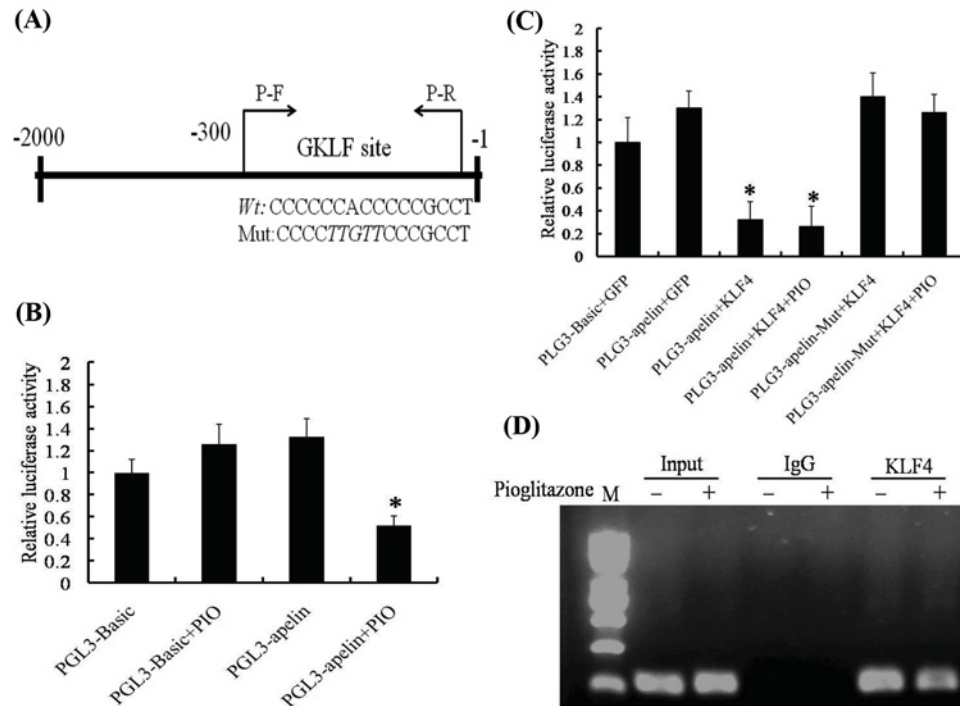 (A)
P-F
P-R
-2000
-300
-1
GKLF site
Wt: CCCCCCACCCCCGCCT
Mut:CCCCTTGTTCCCGCCT
(B)
Relative luciferase activity
2
1.8
1.6
1.4
1.2
1
0.8
0.6
0.4
0.2
0
*
PGL3-Basic
PGL3-Basic+PIO
PGL3-apelin
PGL3-apelin+PIO
(C)
Relative luciferase activity
2
1.8
1.6
1.4
1.2
1
0.8
0.6
0.4
0.2
0
*
*
PLG3-Basic+GFP
PLG3-apelin+GFP
PLG3-apelin+KLF4
PLG3-apelin+KLF4+PIO
PLG3-apelin-Mut+KLF4
PLG3-apelin-Mut+KLF4+PIO
(D)
Input IgG KLF4
Pioglitazone M − + − + − +